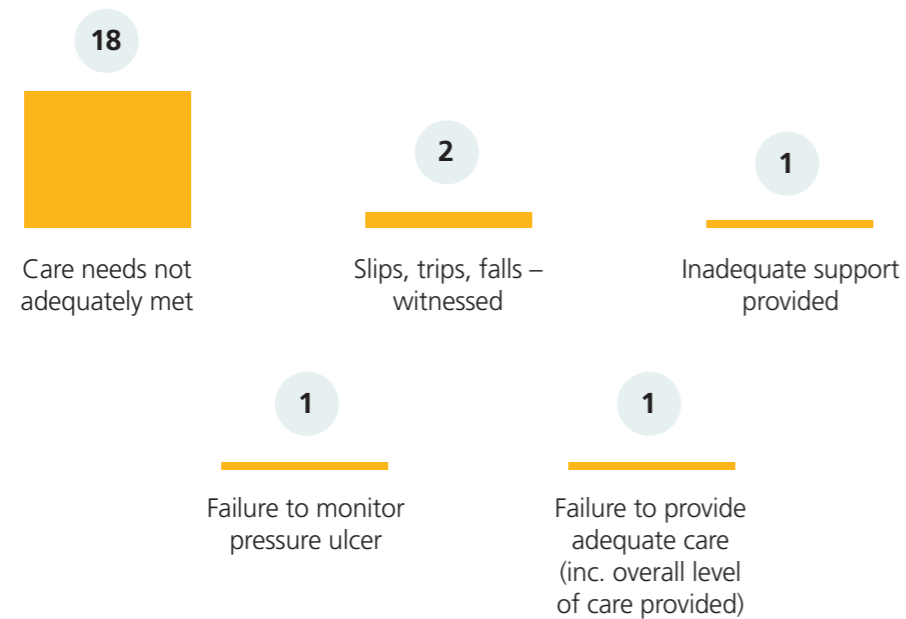 18
Care needs not
adequately met
2
Slips, trips, falls –
witnessed
1
Inadequate support
provided
1
Failure to monitor
pressure ulcer
1
Failure to provide
adequate care
(inc. overall level
of care provided)